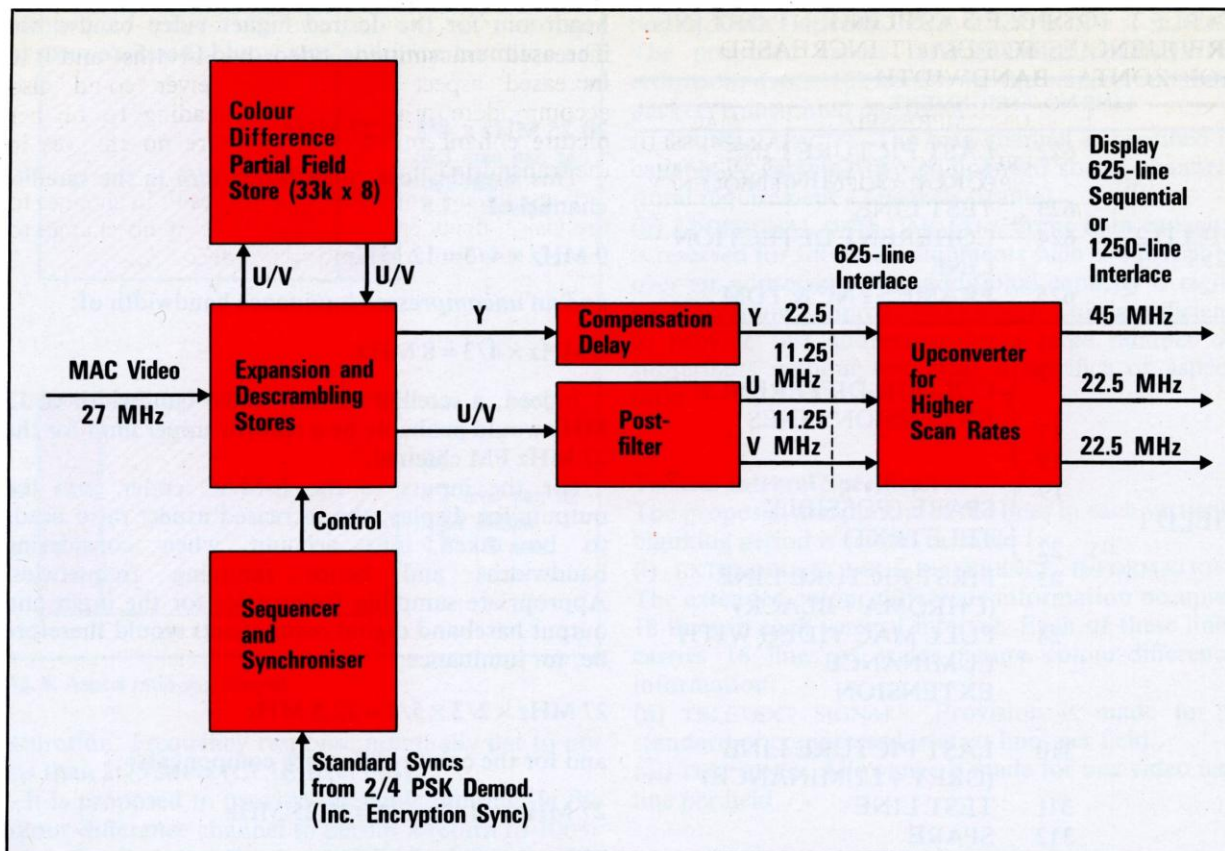 Colour
Difference
Partial Field
Store (33k x 8)
U/V
U/V
MAC Video
27 MHz
Expansion and
Descrambling
Stores
Y
U/V
Compensation
Delay
Post-
filter
Y 22.5
11.25
U MHz
11.25
V MHz
625-line
Interlace
Upconverter
for
Higher
Scan Rates
Display
625-line
Sequential
or
1250-line
Interlace
45 MHz
22.5 MHz
22.5 MHz
Control
Sequencer
and
Synchroniser
Standard Syncs
from 2/4 PSK Demod.
(Inc. Encryption Sync)